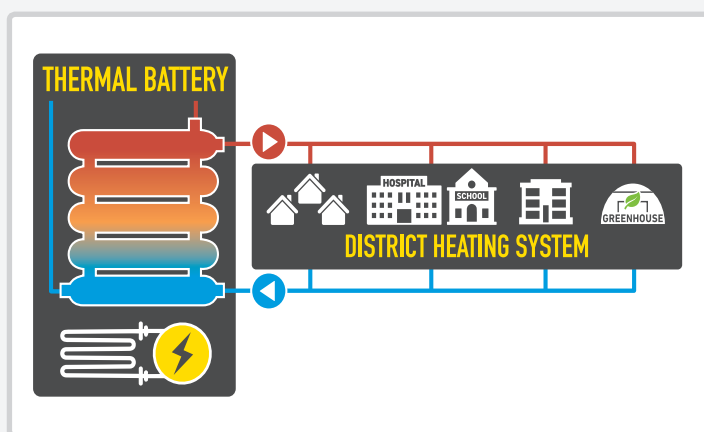 THERMAL BATTERY
HOSPITAL
SCHOOL
GREENHOUSE
DISTRICT HEATING SYSTEM